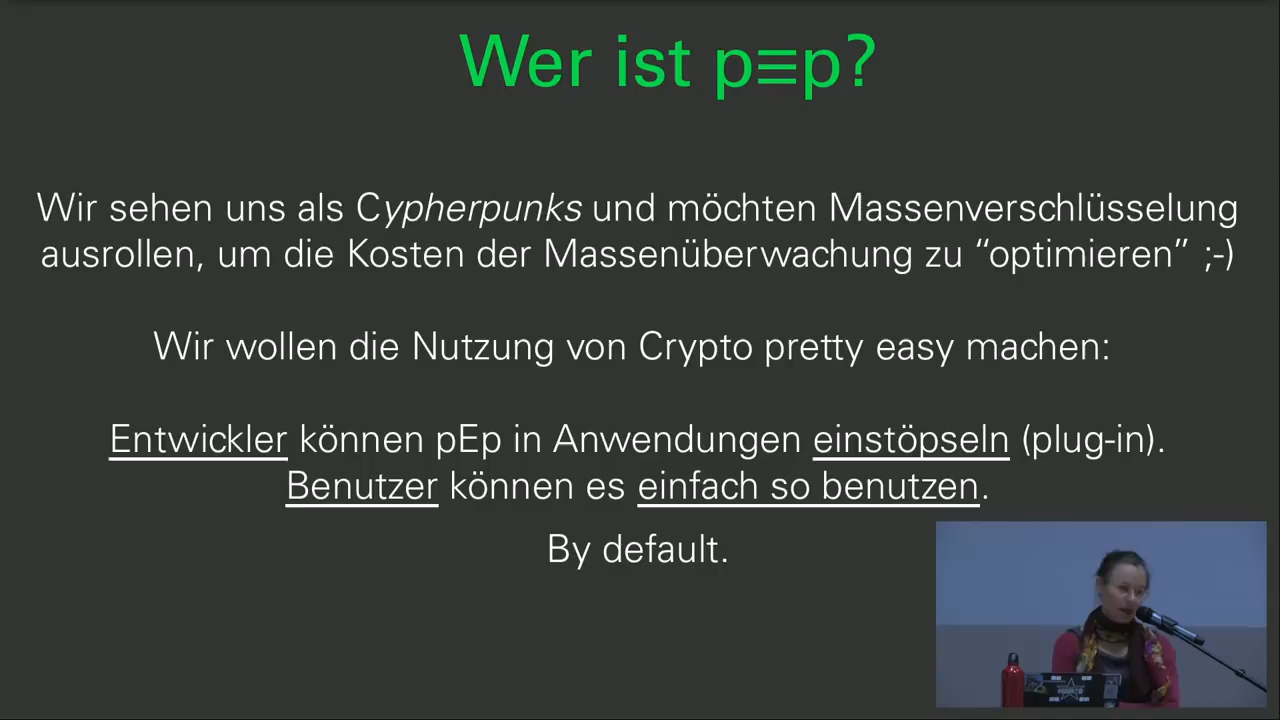 Wer ist p≡p?
Wir sehen uns als Cypherpunks und möchten Massenverschlüsselung
ausrollen, um die Kosten der Massenüberwachung zu “optimieren” ;-)
Wir wollen die Nutzung von Crypto pretty easy machen:
Entwickler können pEp in Anwendungen einstöpseln (plug-in).
Benutzer können es einfach so benutzen.
By default.